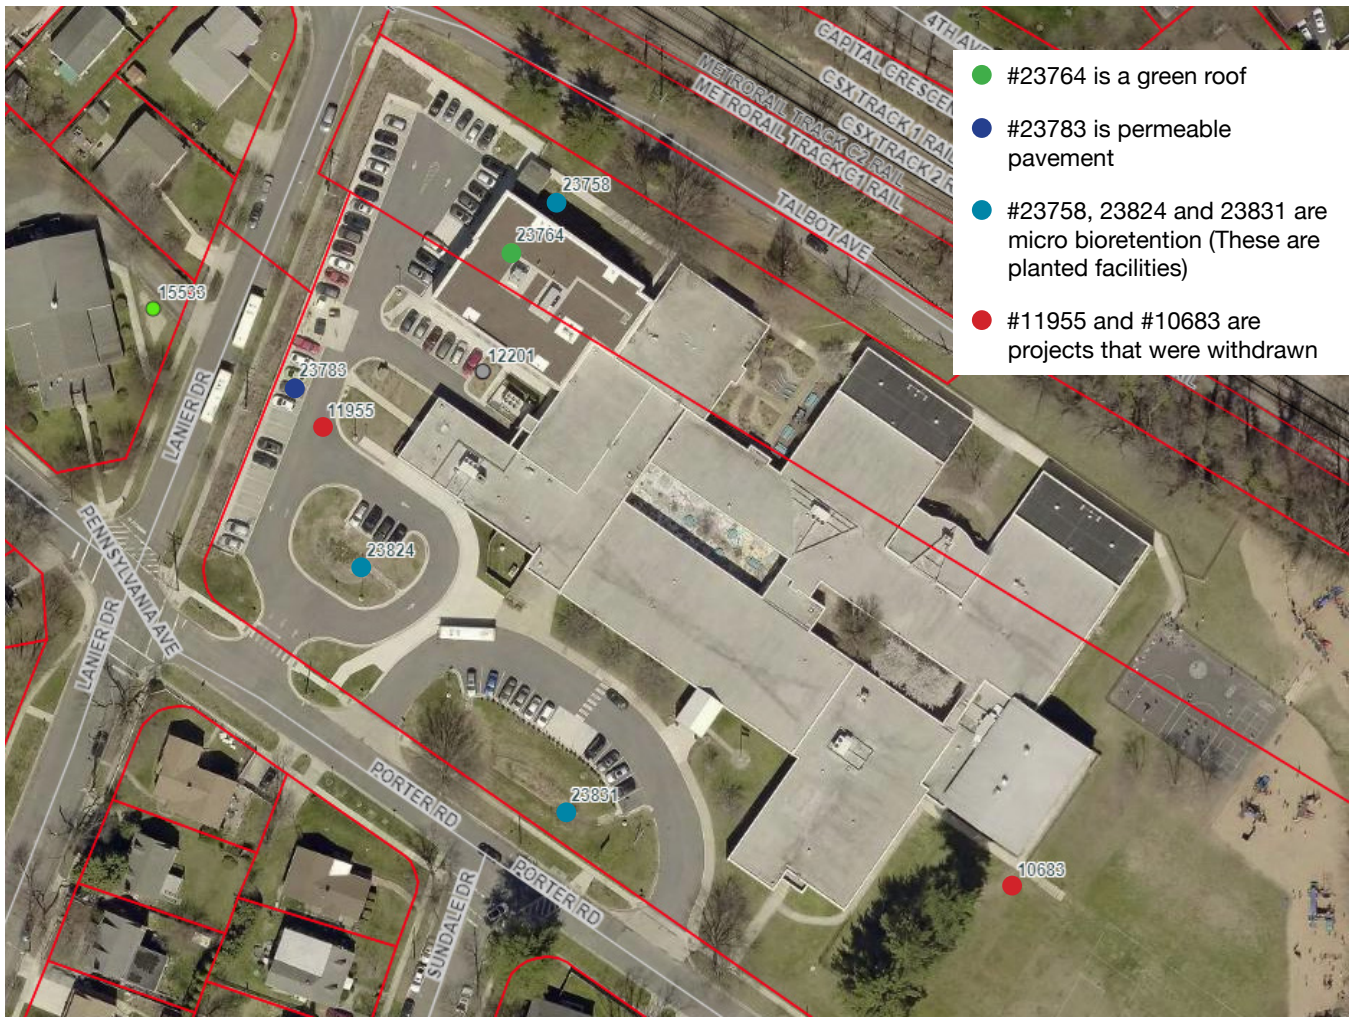 4TH AVE
CAPITAL CRESCEN
CSX TRACK 1 RAIL
CSX TRACK 2 R
METRORAIL TRACK C2 RAIL
METRORAIL TRACK C1 RAIL
TALBOT AVE
#23764 is a green roof
#23783 is permeable
pavement
#23758, 23824 and 23831 are
micro bioretention (These are
planted facilities)
#11955 and #10683 are
projects that were withdrawn
IL
23758
23764
15533
12201
23783
11955
LANIER DR
23824
PENNSYLVANIA AVE
LANIER DR
PORTER RD
23831
PORTER RD
SUNDALE DR
10683